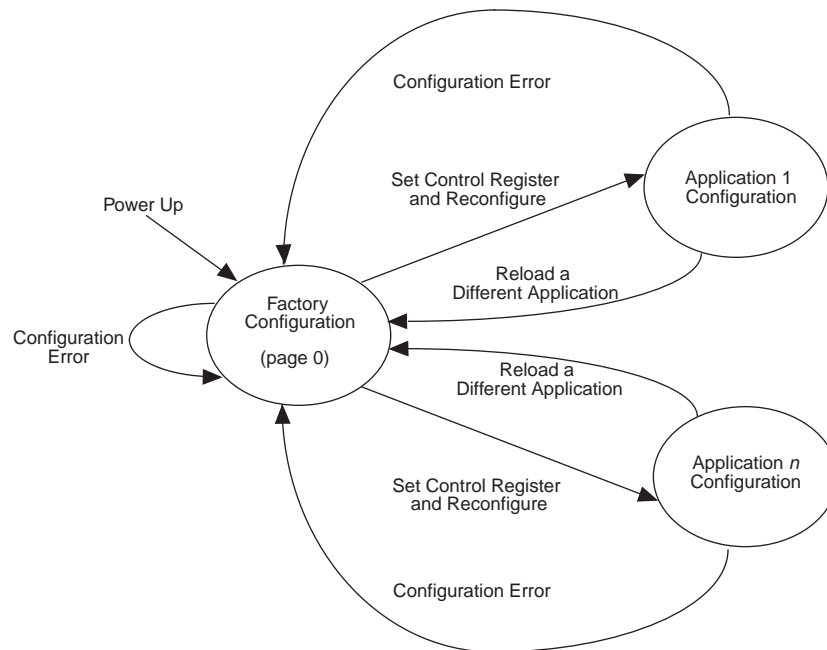 Configuration Error
Set Control Register
and Reconfigure
Application 1
Configuration
Power Up
Reload a
Different Application
Factory
Configuration
(page 0)
Configuration
Error
Reload a
Different Application
Set Control Register
and Reconfigure
Application n
Configuration
Configuration Error